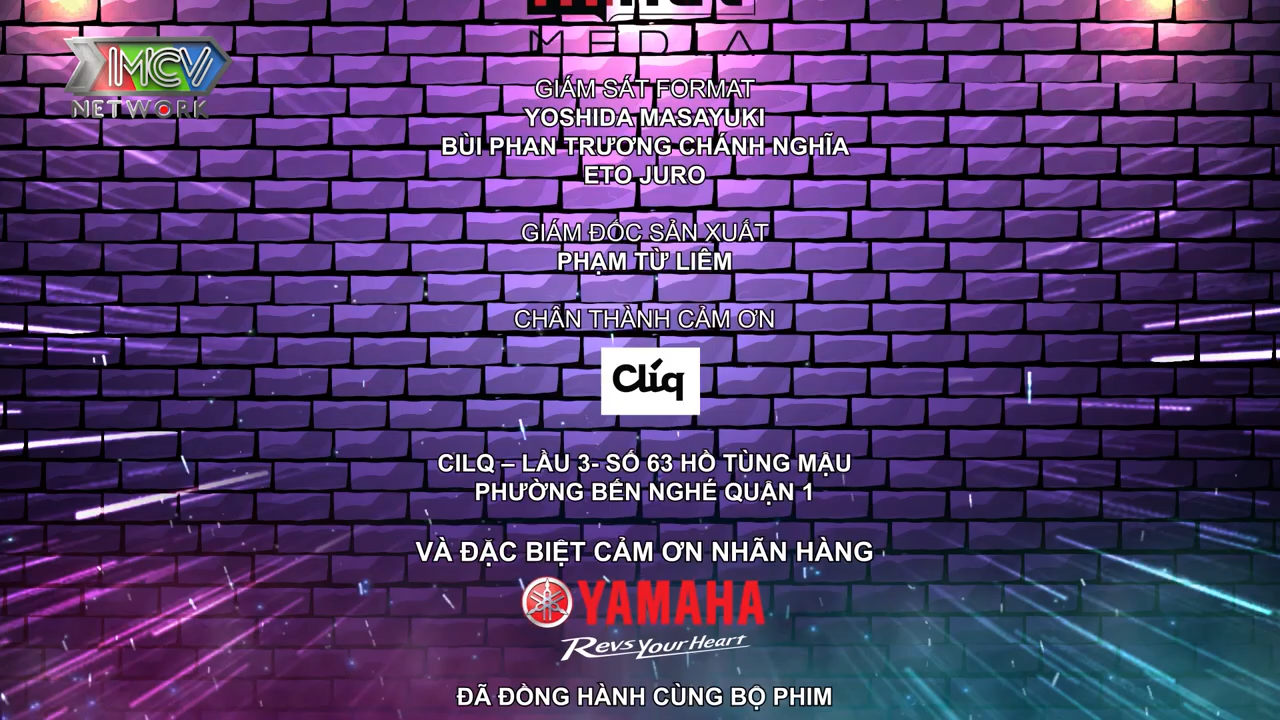 MEDIA
MCV
NETWORK
GIÁM SÁT FORMAT
YOSHIDA MASAYUKI
BÙI PHAN TRƯƠNG CHÁNH NGHĨA
ETO JURO
GIÁM ĐỐC SẢN XUẤT
PHẠM TỪ LIÊM
CHÂN THÀNH CẢM ƠN
Clíq
CILQ – LẦU 3- SỐ 63 HỒ TÙNG MẬU
PHƯỜNG BẾN NGHÉ QUẬN 1
VÀ ĐẶC BIỆT CẢM ƠN NHÃN HÀNG
YAMAHA
Revs Your Heart
ĐÃ ĐỒNG HÀNH CÙNG BỘ PHIM